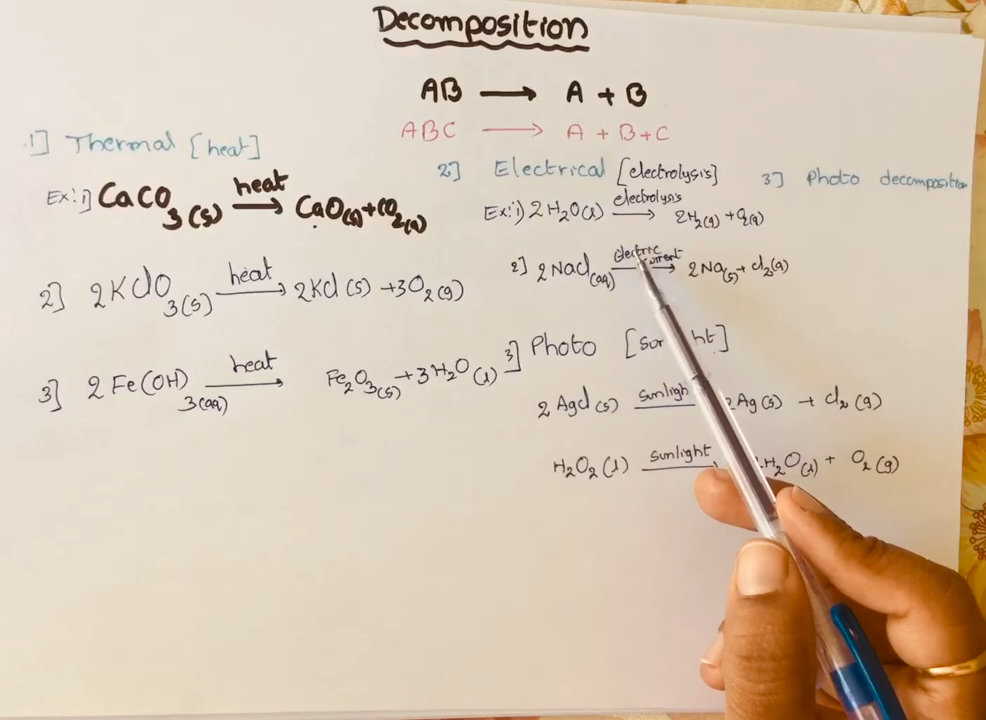 Decomposition
AB → A + B
ABC → A + B + C
1] Thermal [heat]
Ex: 1) CaCO3(s) heat → CaO(s) + CO2(g)
2] 2KClO3(s) heat → 2KCl(s) + 3O2(g)
3] 2Fe(OH)3(aq) heat → Fe2O3(s) + 3H2O(l)
2] Electrical [electrolysis]
Ex: 1) 2H2O(l) electrolysis → 2H2(g) + O2(g)
2] 2NaCl(aq) electric current → 2Na(s) + Cl2(g)
3] Photo decomposition
3] Photo
2AgCl(s) 2Ag(s) + Cl2(g)
H2O2(l) sunlight → H2O(l) + O2(g)